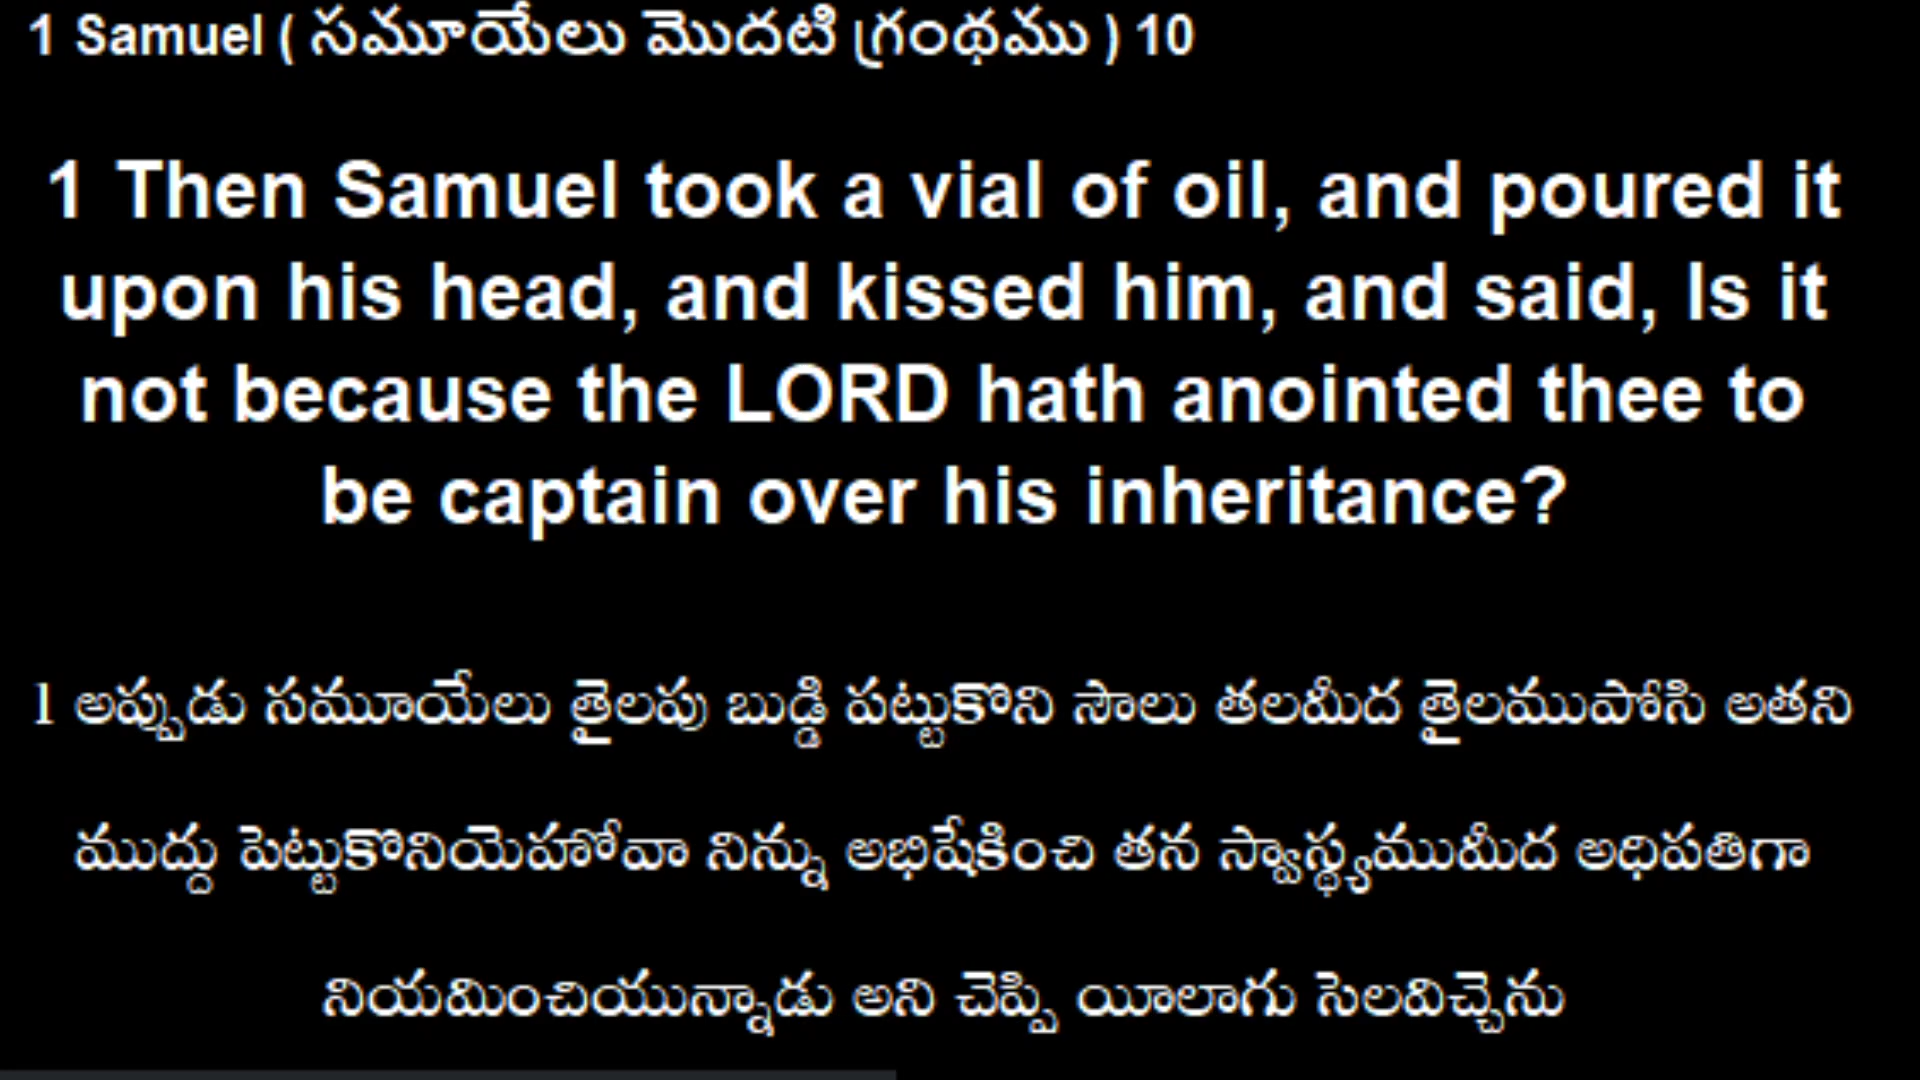 1 Samuel ( సమూయేలు మొదటి గ్రంథము ) 10
1 Then Samuel took a vial of oil, and poured it
upon his head, and kissed him, and said, Is it
not because the LORD hath anointed thee to
be captain over his inheritance?
1 అప్పుడు సమూయేలు తైలపు బుడ్డి పట్టుకొని సౌలు తలమీద తైలముపోసి అతని
ముద్దు పెట్టుకొనియెహోవా నిన్ను అభిషేకించి తన స్వాస్థ్యముమీద అధిపతిగా
నియమించియున్నాడు అని చెప్పి యీలాగు సెలవిచ్చెను